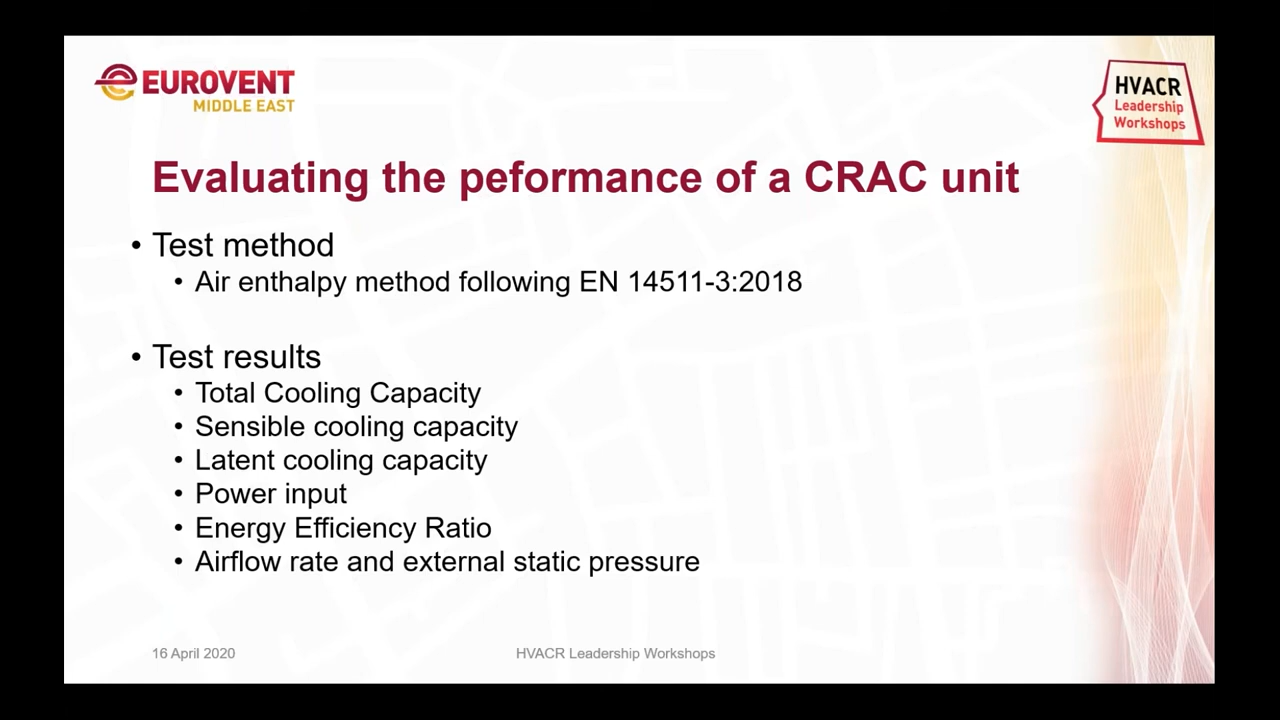 EUROVENT
MIDDLE EAST
HVACR
Leadership
Workshops
Evaluating the peformance of a CRAC unit
• Test method
• Air enthalpy method following EN 14511-3:2018
• Test results
• Total Cooling Capacity
• Sensible cooling capacity
• Latent cooling capacity
• Power input
• Energy Efficiency Ratio
• Airflow rate and external static pressure
16 April 2020
HVACR Leadership Workshops